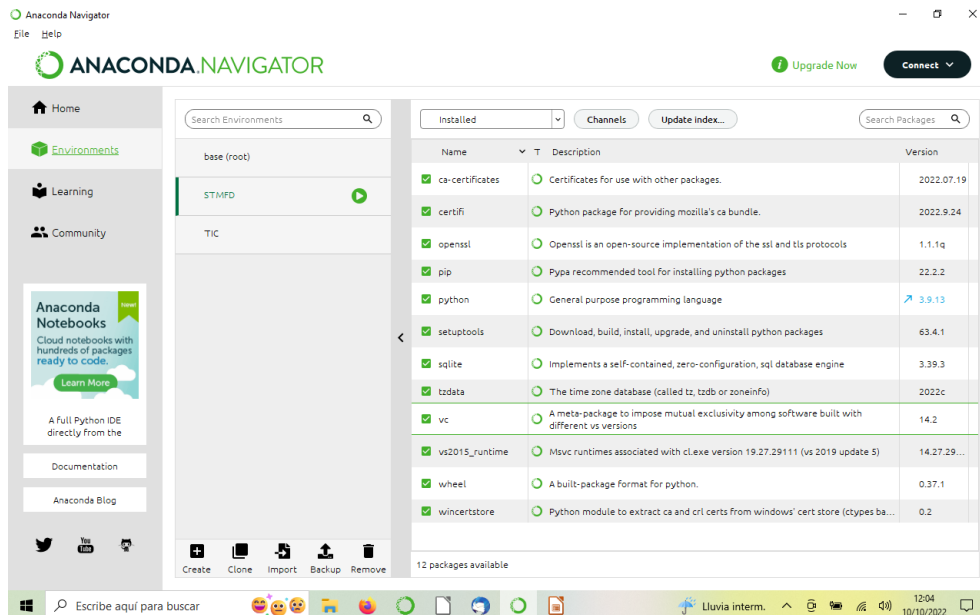 Anaconda Navigator
File Help
ANACONDA.NAVIGATOR
i Upgrade Now
Connect
Home
Environments
Learning
Community
Anaconda
Notebooks
New!
Cloud notebooks with
hundreds of packages
ready to code.
Learn More
A full Python IDE
directly from the
Documentation
Anaconda Blog
You
Tube
Search Environments
base (root)
STMFD
TIC
Create Clone Import Backup Remove
Installed Channels Update index... Search Packages
Name T Description Version
ca-certificates Certificates for use with other packages. 2022.07.19
certifi Python package for providing mozilla's ca bundle. 2022.9.24
openssl Openssl is an open-source implementation of the ssl and tls protocols 1.1.1q
pip Pypa recommended tool for installing python packages 22.2.2
python General purpose programming language 3.9.13
setuptools Download, build, install, upgrade, and uninstall python packages 63.4.1
sqlite Implements a self-contained, zero-configuration, sql database engine 3.39.3
tzdata The time zone database (called tz, tzdb or zoneinfo) 2022c
vc A meta-package to impose mutual exclusivity among software built with
different vs versions 14.2
vs2015_runtime Msvc runtimes associated with cl.exe version 19.27.29111 (vs 2019 update 5) 14.27.29...
wheel A built-package format for python. 0.37.1
wincertstore Python module to extract ca and crl certs from windows' cert store (ctypes ba... 0.2
12 packages available
Escribe aquí para buscar
Lluvia interm.
12:04
10/10/2022